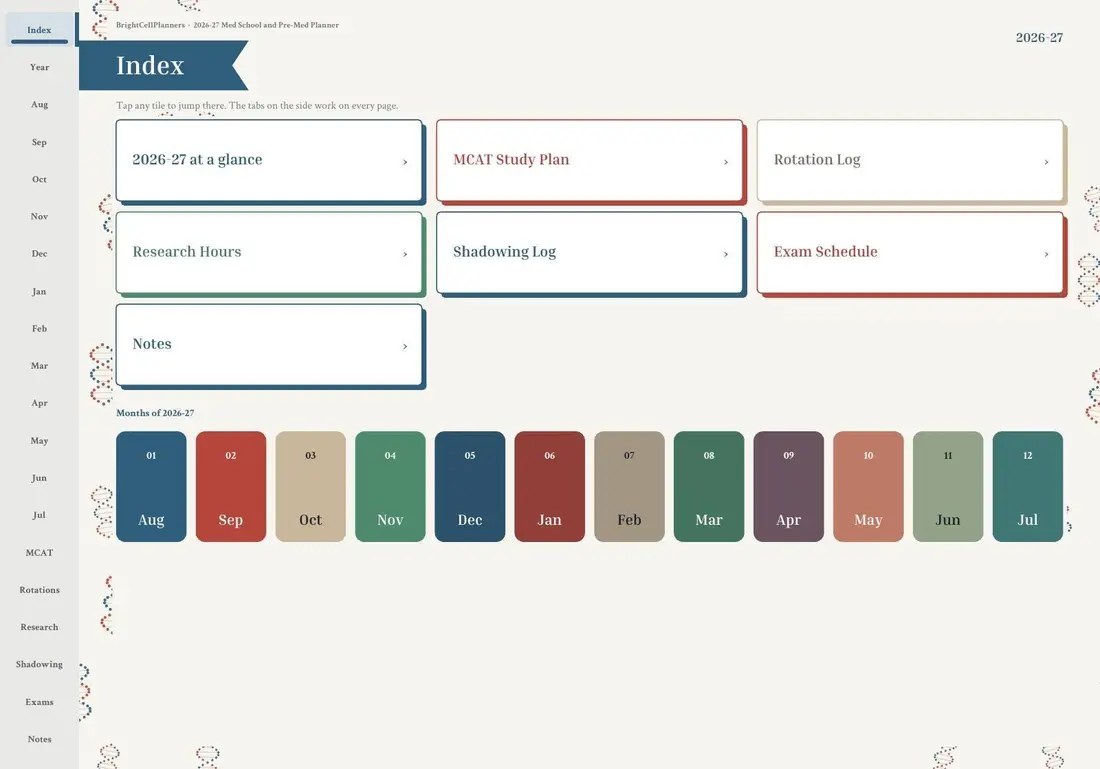 BrightCellPlanners · 2026-27 Med School and Pre-Med Planner
2026-27
Index
Tap any tile to jump there. The tabs on the side work on every page.
Index
Year
Aug
Sep
Oct
Nov
Dec
Jan
Feb
Mar
Apr
May
Jun
Jul
MCAT
Rotations
Research
Shadowing
Exams
Notes
2026-27 at a glance ›
MCAT Study Plan ›
Rotation Log ›
Research Hours ›
Shadowing Log ›
Exam Schedule ›
Notes ›
Months of 2026-27
01
Aug
02
Sep
03
Oct
04
Nov
05
Dec
06
Jan
07
Feb
08
Mar
09
Apr
10
May
11
Jun
12
Jul